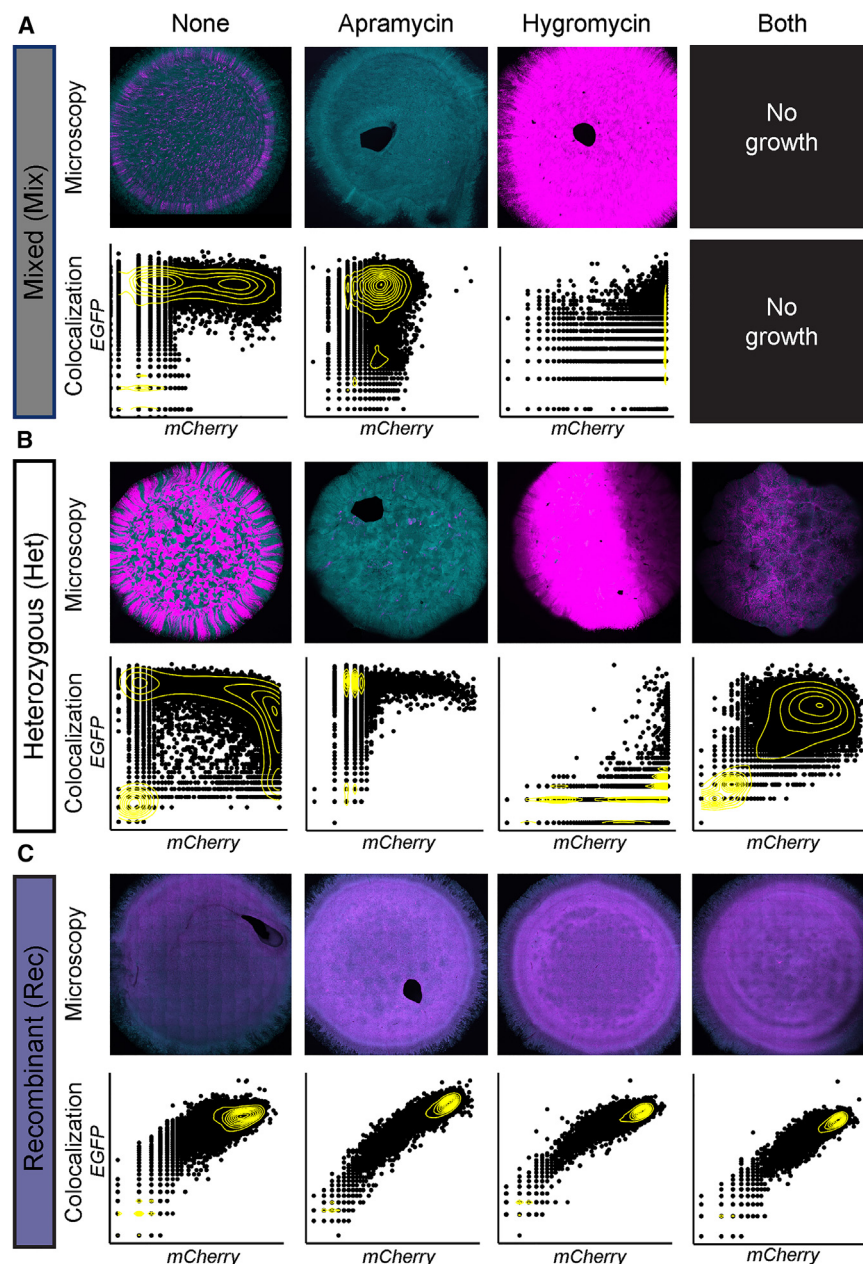 A
None
Apramycin
Hygromycin
Both
Mixed (Mix)
Microscopy
No
growth
Colocalization
EGFP
No
growth
mCherry
mCherry
mCherry
B
Heterozygous (Het)
Microscopy
Colocalization
EGFP
mCherry
mCherry
mCherry
mCherry
C
Recombinant (Rec)
Microscopy
Colocalization
EGFP
mCherry
mCherry
mCherry
mCherry